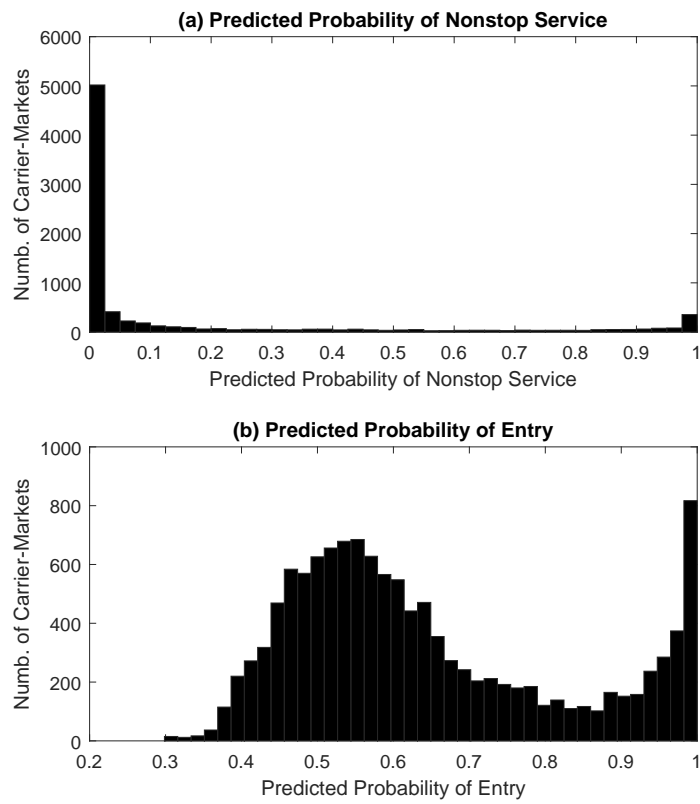 (a) Predicted Probability of Nonstop Service
6000
5000
4000
3000
2000
1000
0
Numb. of Carrier-Markets
0 0.1 0.2 0.3 0.4 0.5 0.6 0.7 0.8 0.9 1
Predicted Probability of Nonstop Service
(b) Predicted Probability of Entry
1000
800
600
400
200
0
Numb. of Carrier-Markets
0.2 0.3 0.4 0.5 0.6 0.7 0.8 0.9 1
Predicted Probability of Entry